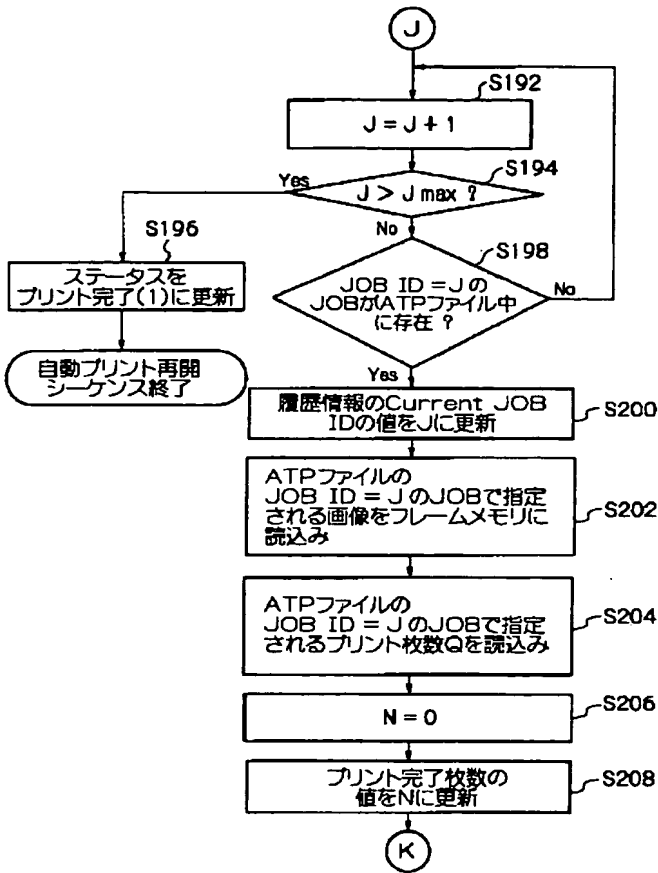 J
S192
J = J + 1
S194
Yes
J > J max ?
No
S196
ステータスを
プリント完了(1)に更新
自動プリント再開
シーケンス終了
S198
JOB ID = J の
JOBがATPファイル中
に存在 ?
No
Yes
履歴情報のCurrent JOB
IDの値をJに更新
S200
ATPファイルの
JOB ID = J のJOBで指定
される画像をフレームメモリに
読込み
S202
ATPファイルの
JOB ID = J のJOBで指定
されるプリント枚数Qを読込み
S204
N = 0
S206
プリント完了枚数の
値をNに更新
S208
K